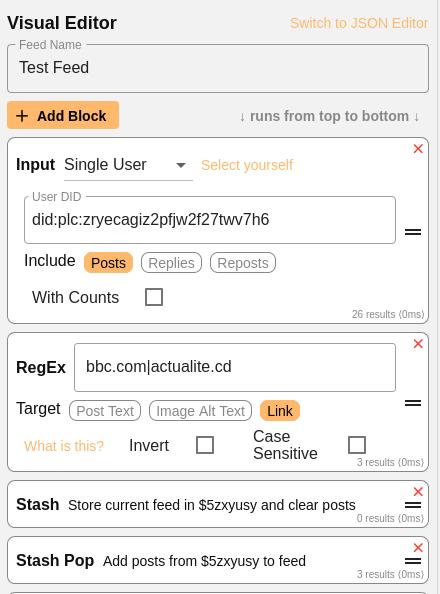 Visual Editor
Switch to JSON Editor
Feed Name
Test Feed
+ Add Block
↓ runs from top to bottom ↓
Input Single User Select yourself
User DID
did:plc:zryecagiz2pfjw2f27twv7h6
Include Posts Replies Reposts
With Counts
26 results (0ms)
RegEx bbc.com|actualite.cd
Target Post Text Image Alt Text Link
What is this? Invert Case Sensitive
3 results (0ms)
Stash Store current feed in $5zxyusy and clear posts
0 results (0ms)
Stash Pop Add posts from $5zxyusy to feed
3 results (0ms)